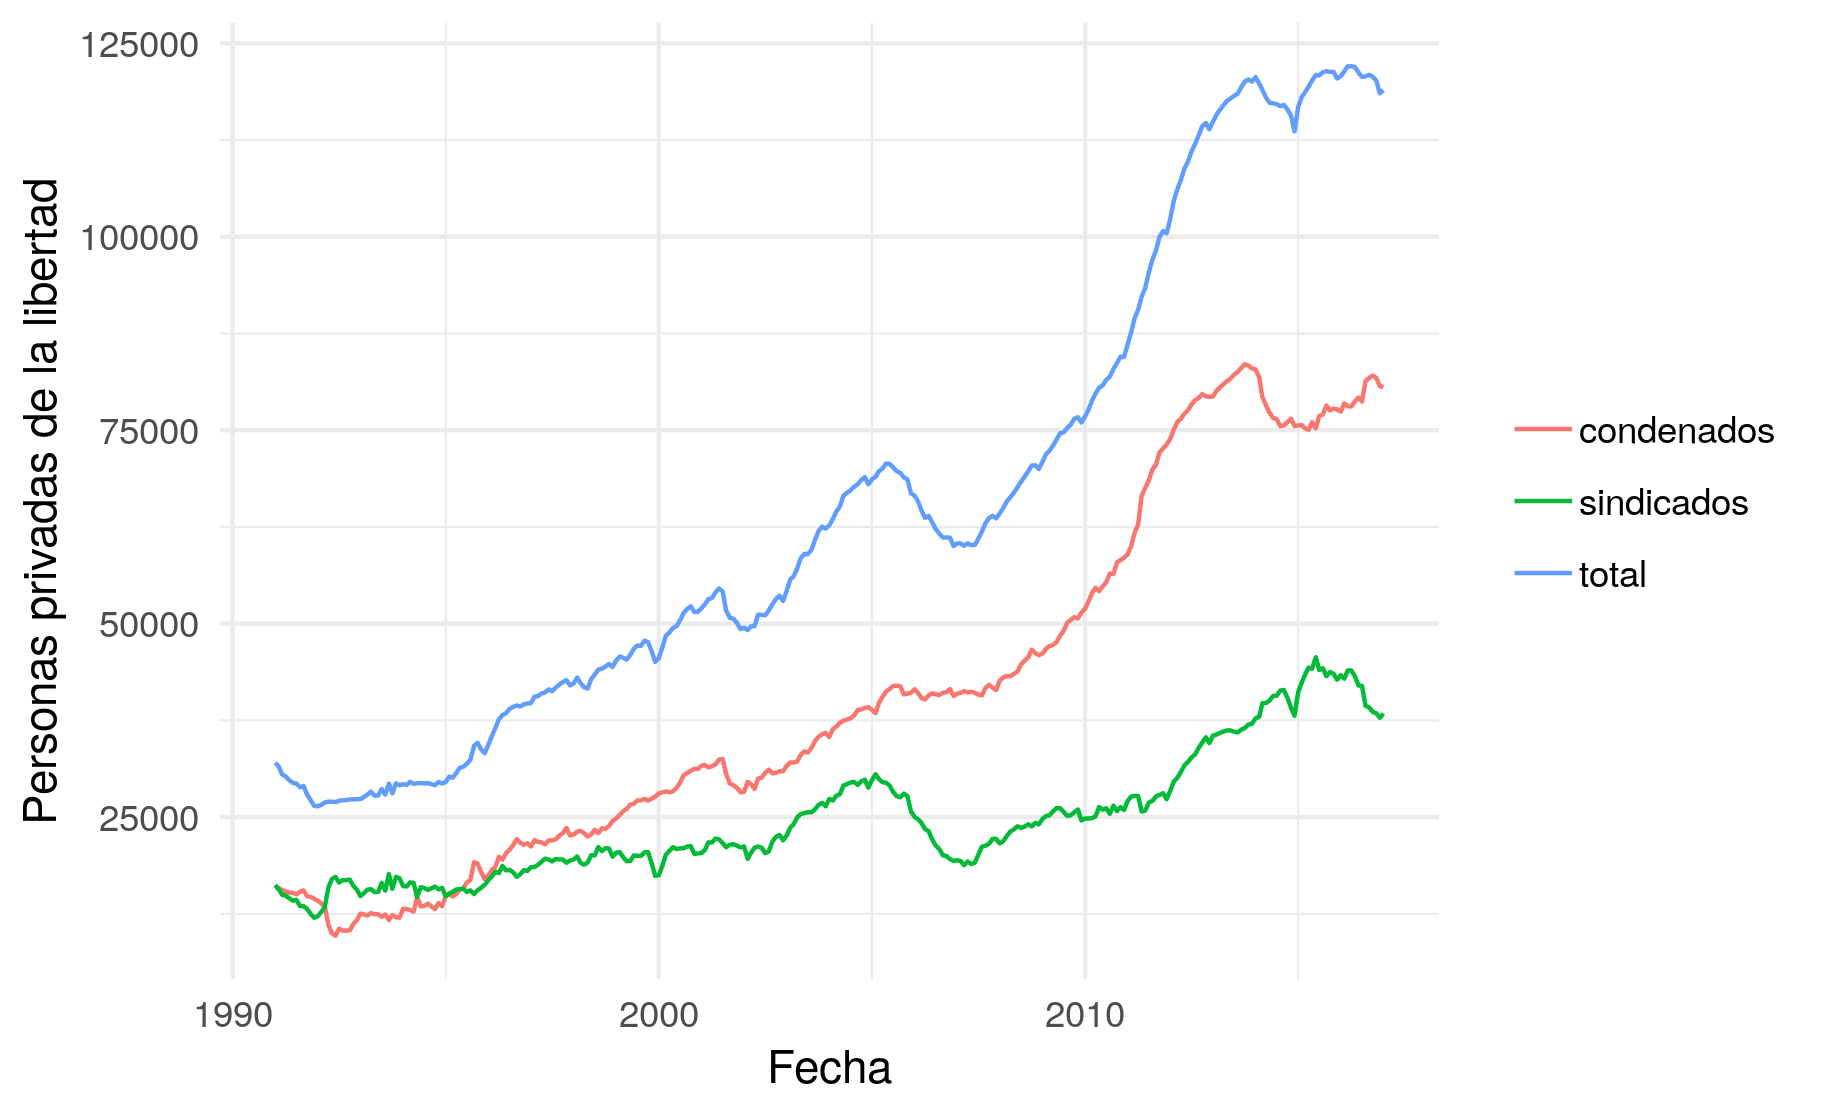 125000
100000
75000
50000
25000
Personas privadas de la libertad
1990
2000
2010
Fecha
condenados
sindicados
total